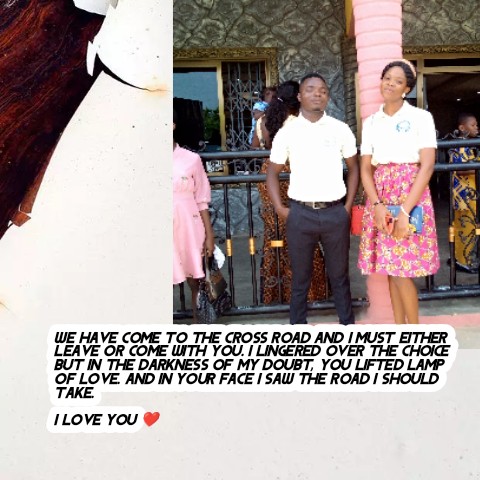 WE HAVE COME TO THE CROSS ROAD AND I MUST EITHER
LEAVE OR COME WITH YOU. I LINGERED OVER THE CHOICE
BUT IN THE DARKNESS OF MY DOUBT, YOU LIFTED LAMP
OF LOVE. AND IN YOUR FACE I SAW THE ROAD I SHOULD
TAKE.
I LOVE YOU ❤️